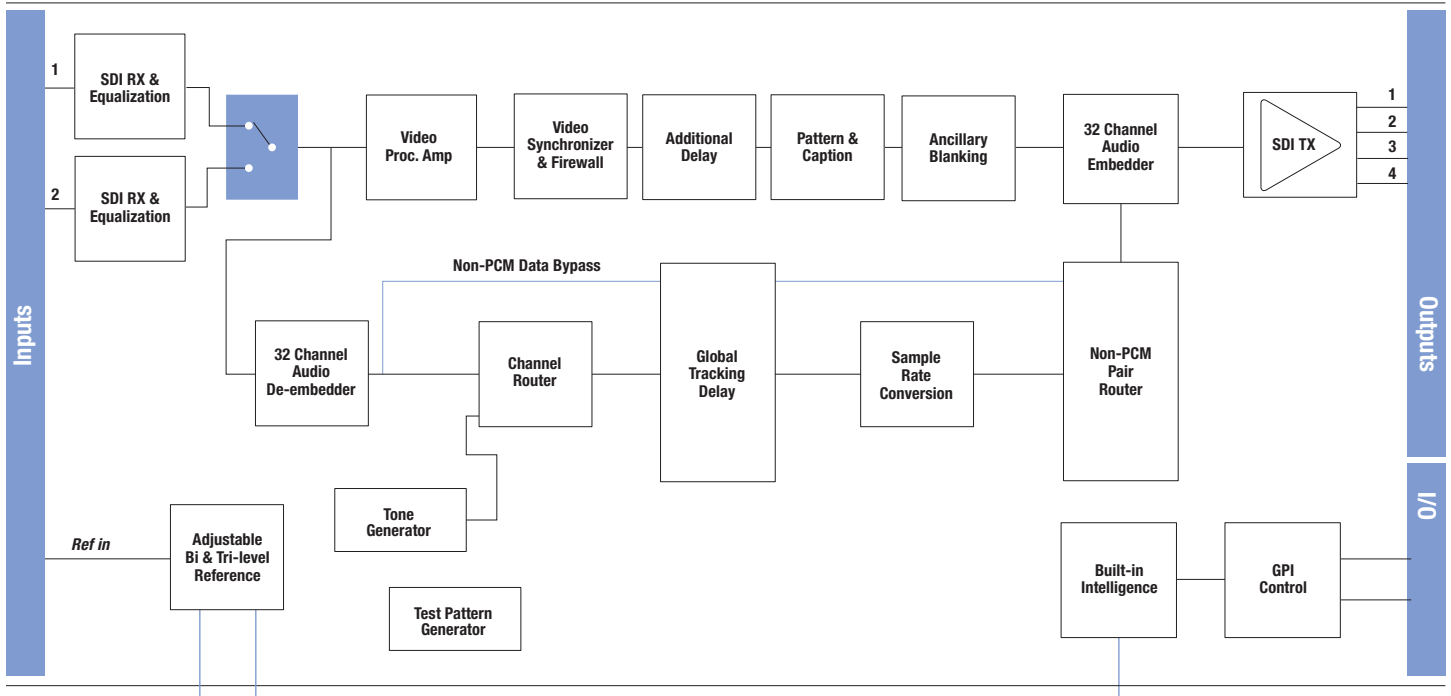 Inputs
1
SDI RX &
Equalization
2
SDI RX &
Equalization
Video
Proc. Amp
Video
Synchronizer
& Firewall
Additional
Delay
Pattern &
Caption
Ancillary
Blanking
32 Channel
Audio
Embedder
SDI TX
1
2
3
4
Outputs
Non-PCM Data Bypass
32 Channel
Audio
De-embedder
Channel
Router
Global
Tracking
Delay
Sample
Rate
Conversion
Non-PCM
Pair
Router
Tone
Generator
Ref in
Adjustable
Bi & Tri-level
Reference
Test Pattern
Generator
Built-in
Intelligence
GPI
Control
I/O